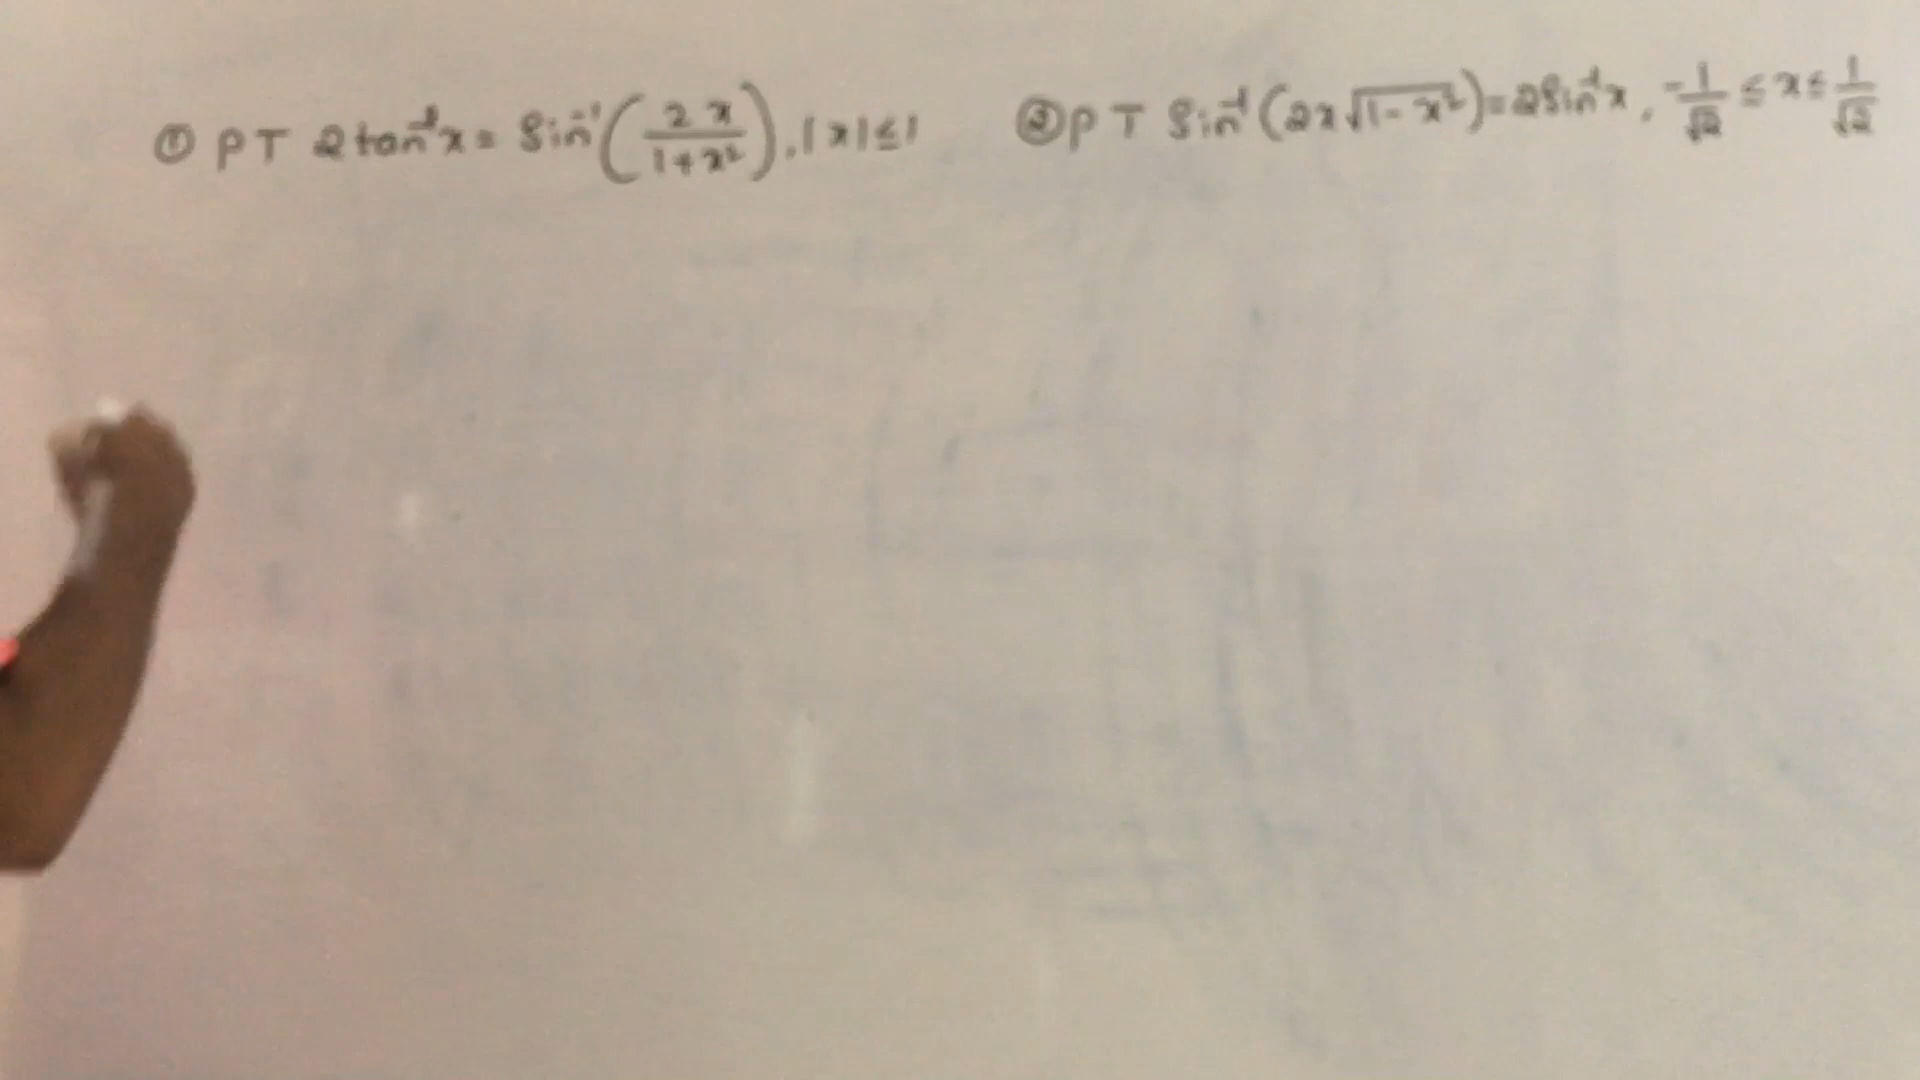 ① PT 2tan⁻¹x = Sin⁻¹(2x/(1+x²)), |x|≤1
② PT Sin⁻¹(2x√(1-x²))=2Sin⁻¹x, -1/√2 ≤ x ≤ 1/√2